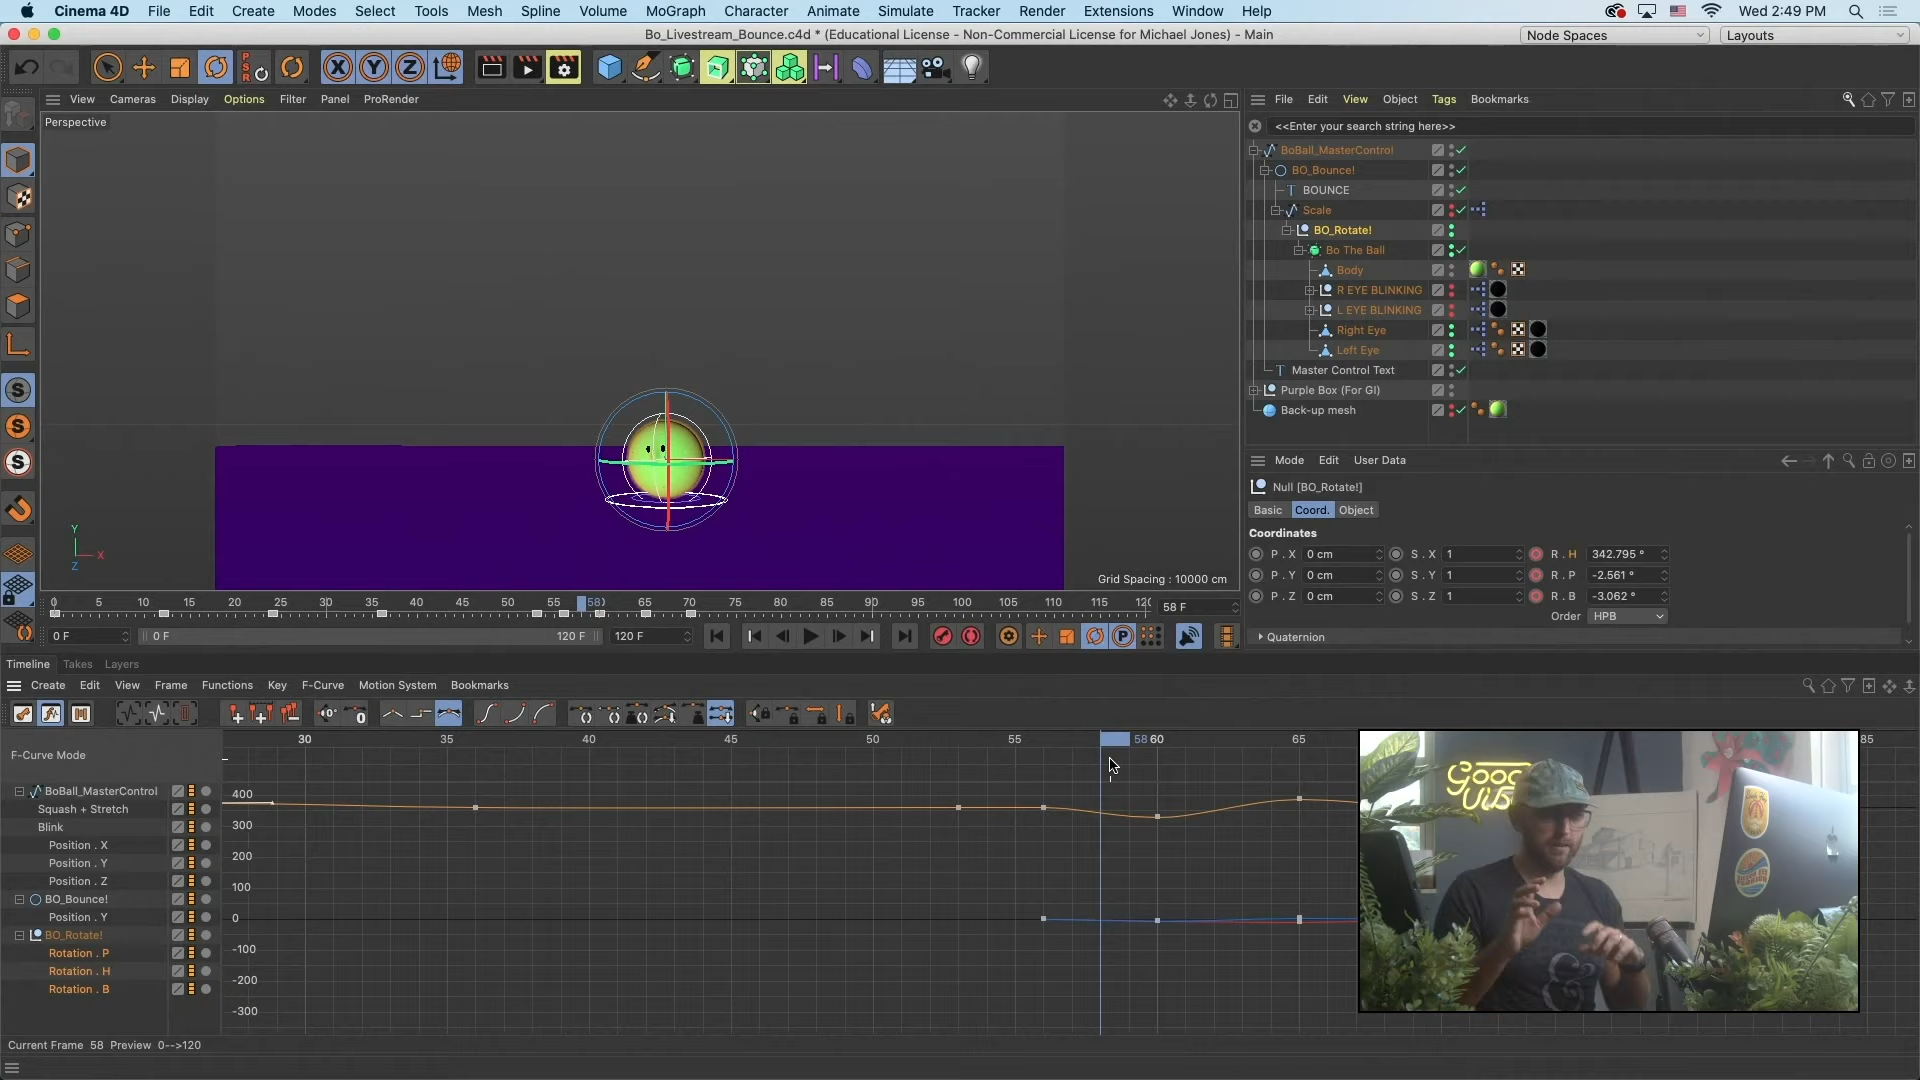 Cinema 4D File Edit Create Modes Select Tools Mesh Spline Volume MoGraph Character Animate Simulate Tracker Render Extensions Window Help Wed 2:49 PM
Bo_Livestream_Bounce.c4d * (Educational License - Non-Commercial License for Michael Jones) - Main
Node Spaces Layouts
PSR X Y Z
View Cameras Display Options Filter Panel ProRender
File Edit View Object Tags Bookmarks
Perspective
<<Enter your search string here>>
BoBall_MasterControl
BO_Bounce!
BOUNCE
Scale
BO_Rotate!
Bo The Ball
Body
R EYE BLINKING
L EYE BLINKING
Right Eye
Left Eye
Master Control Text
Purple Box (For GI)
Back-up mesh
Y
X
Z
Grid Spacing : 10000 cm
Mode Edit User Data
Null [BO_Rotate!]
Basic Coord. Object
Coordinates
P . X 0 cm S . X 1 R . H 342.795 °
P . Y 0 cm S . Y 1 R . P -2.561 °
P . Z 0 cm S . Z 1 R . B -3.062 °
Order HPB
Quaternion
0 5 10 15 20 25 30 35 40 45 50 55 58 65 70 75 80 85 90 95 100 105 110 115 58 F
0 F 0 F 120 F 120 F
Timeline Takes Layers
Create Edit View Frame Functions Key F-Curve Motion System Bookmarks
F-Curve Mode
30 35 40 45 50 55 58 60 65 85
BoBall_MasterControl
Squash + Stretch
Blink
Position . X
Position . Y
Position . Z
BO_Bounce!
Position . Y
BO_Rotate!
Rotation . P
Rotation . H
Rotation . B
400
300
200
100
0
-100
-200
-300
GOOD
Current Frame 58 Preview 0-->120